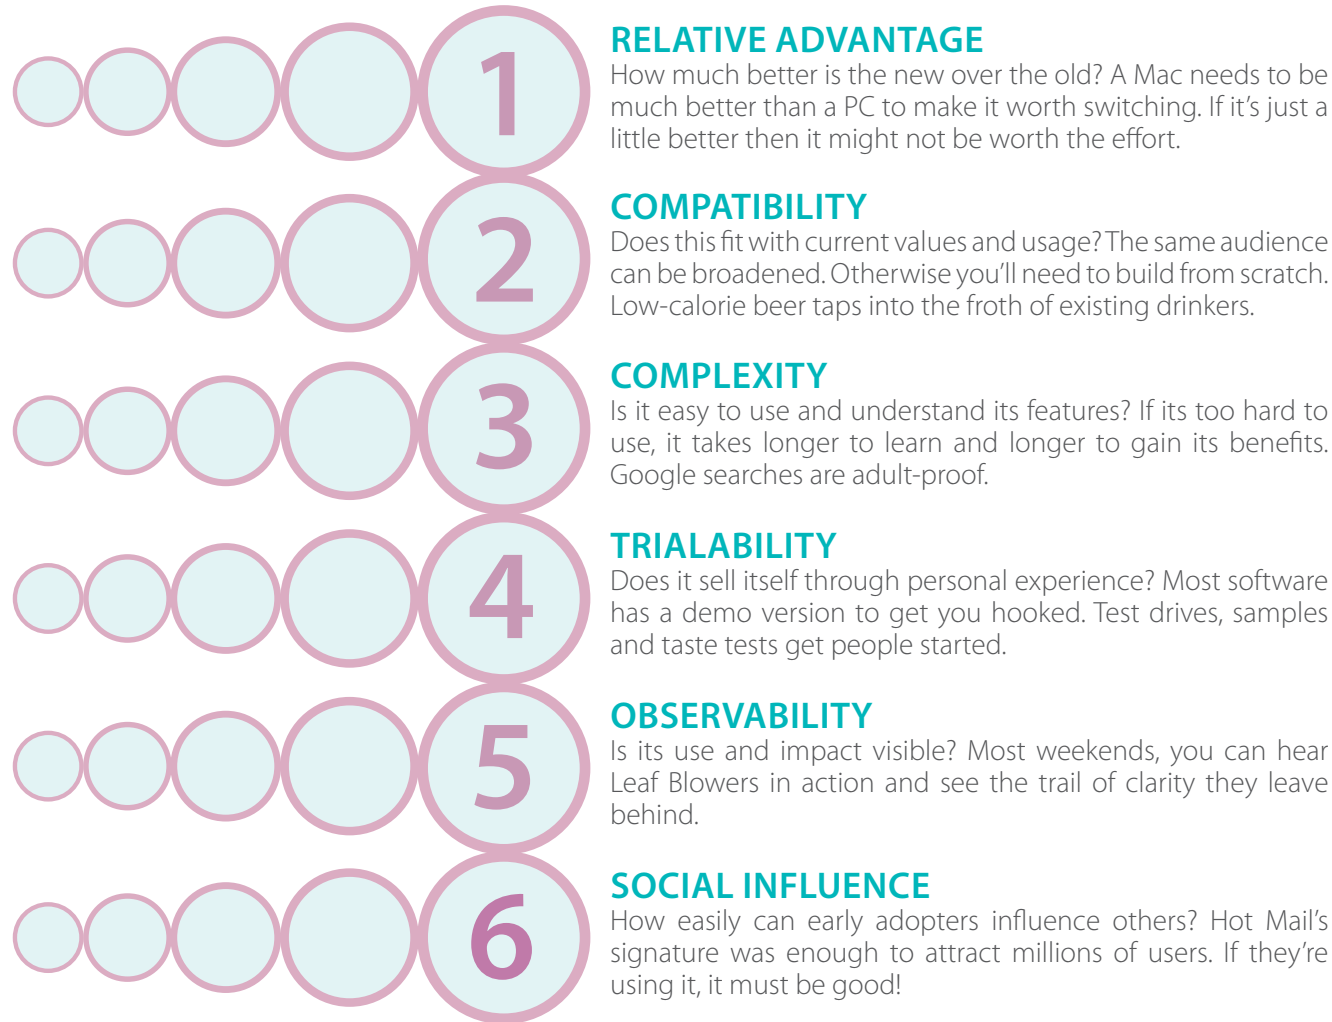 1
RELATIVE ADVANTAGE
How much better is the new over the old? A Mac needs to be
much better than a PC to make it worth switching. If it’s just a
little better then it might not be worth the effort.
2
COMPATIBILITY
Does this fit with current values and usage? The same audience
can be broadened. Otherwise you’ll need to build from scratch.
Low-calorie beer taps into the froth of existing drinkers.
3
COMPLEXITY
Is it easy to use and understand its features? If its too hard to
use, it takes longer to learn and longer to gain its benefits.
Google searches are adult-proof.
4
TRIALABILITY
Does it sell itself through personal experience? Most software
has a demo version to get you hooked. Test drives, samples
and taste tests get people started.
5
OBSERVABILITY
Is its use and impact visible? Most weekends, you can hear
Leaf Blowers in action and see the trail of clarity they leave
behind.
6
SOCIAL INFLUENCE
How easily can early adopters influence others? Hot Mail’s
signature was enough to attract millions of users. If they’re
using it, it must be good!